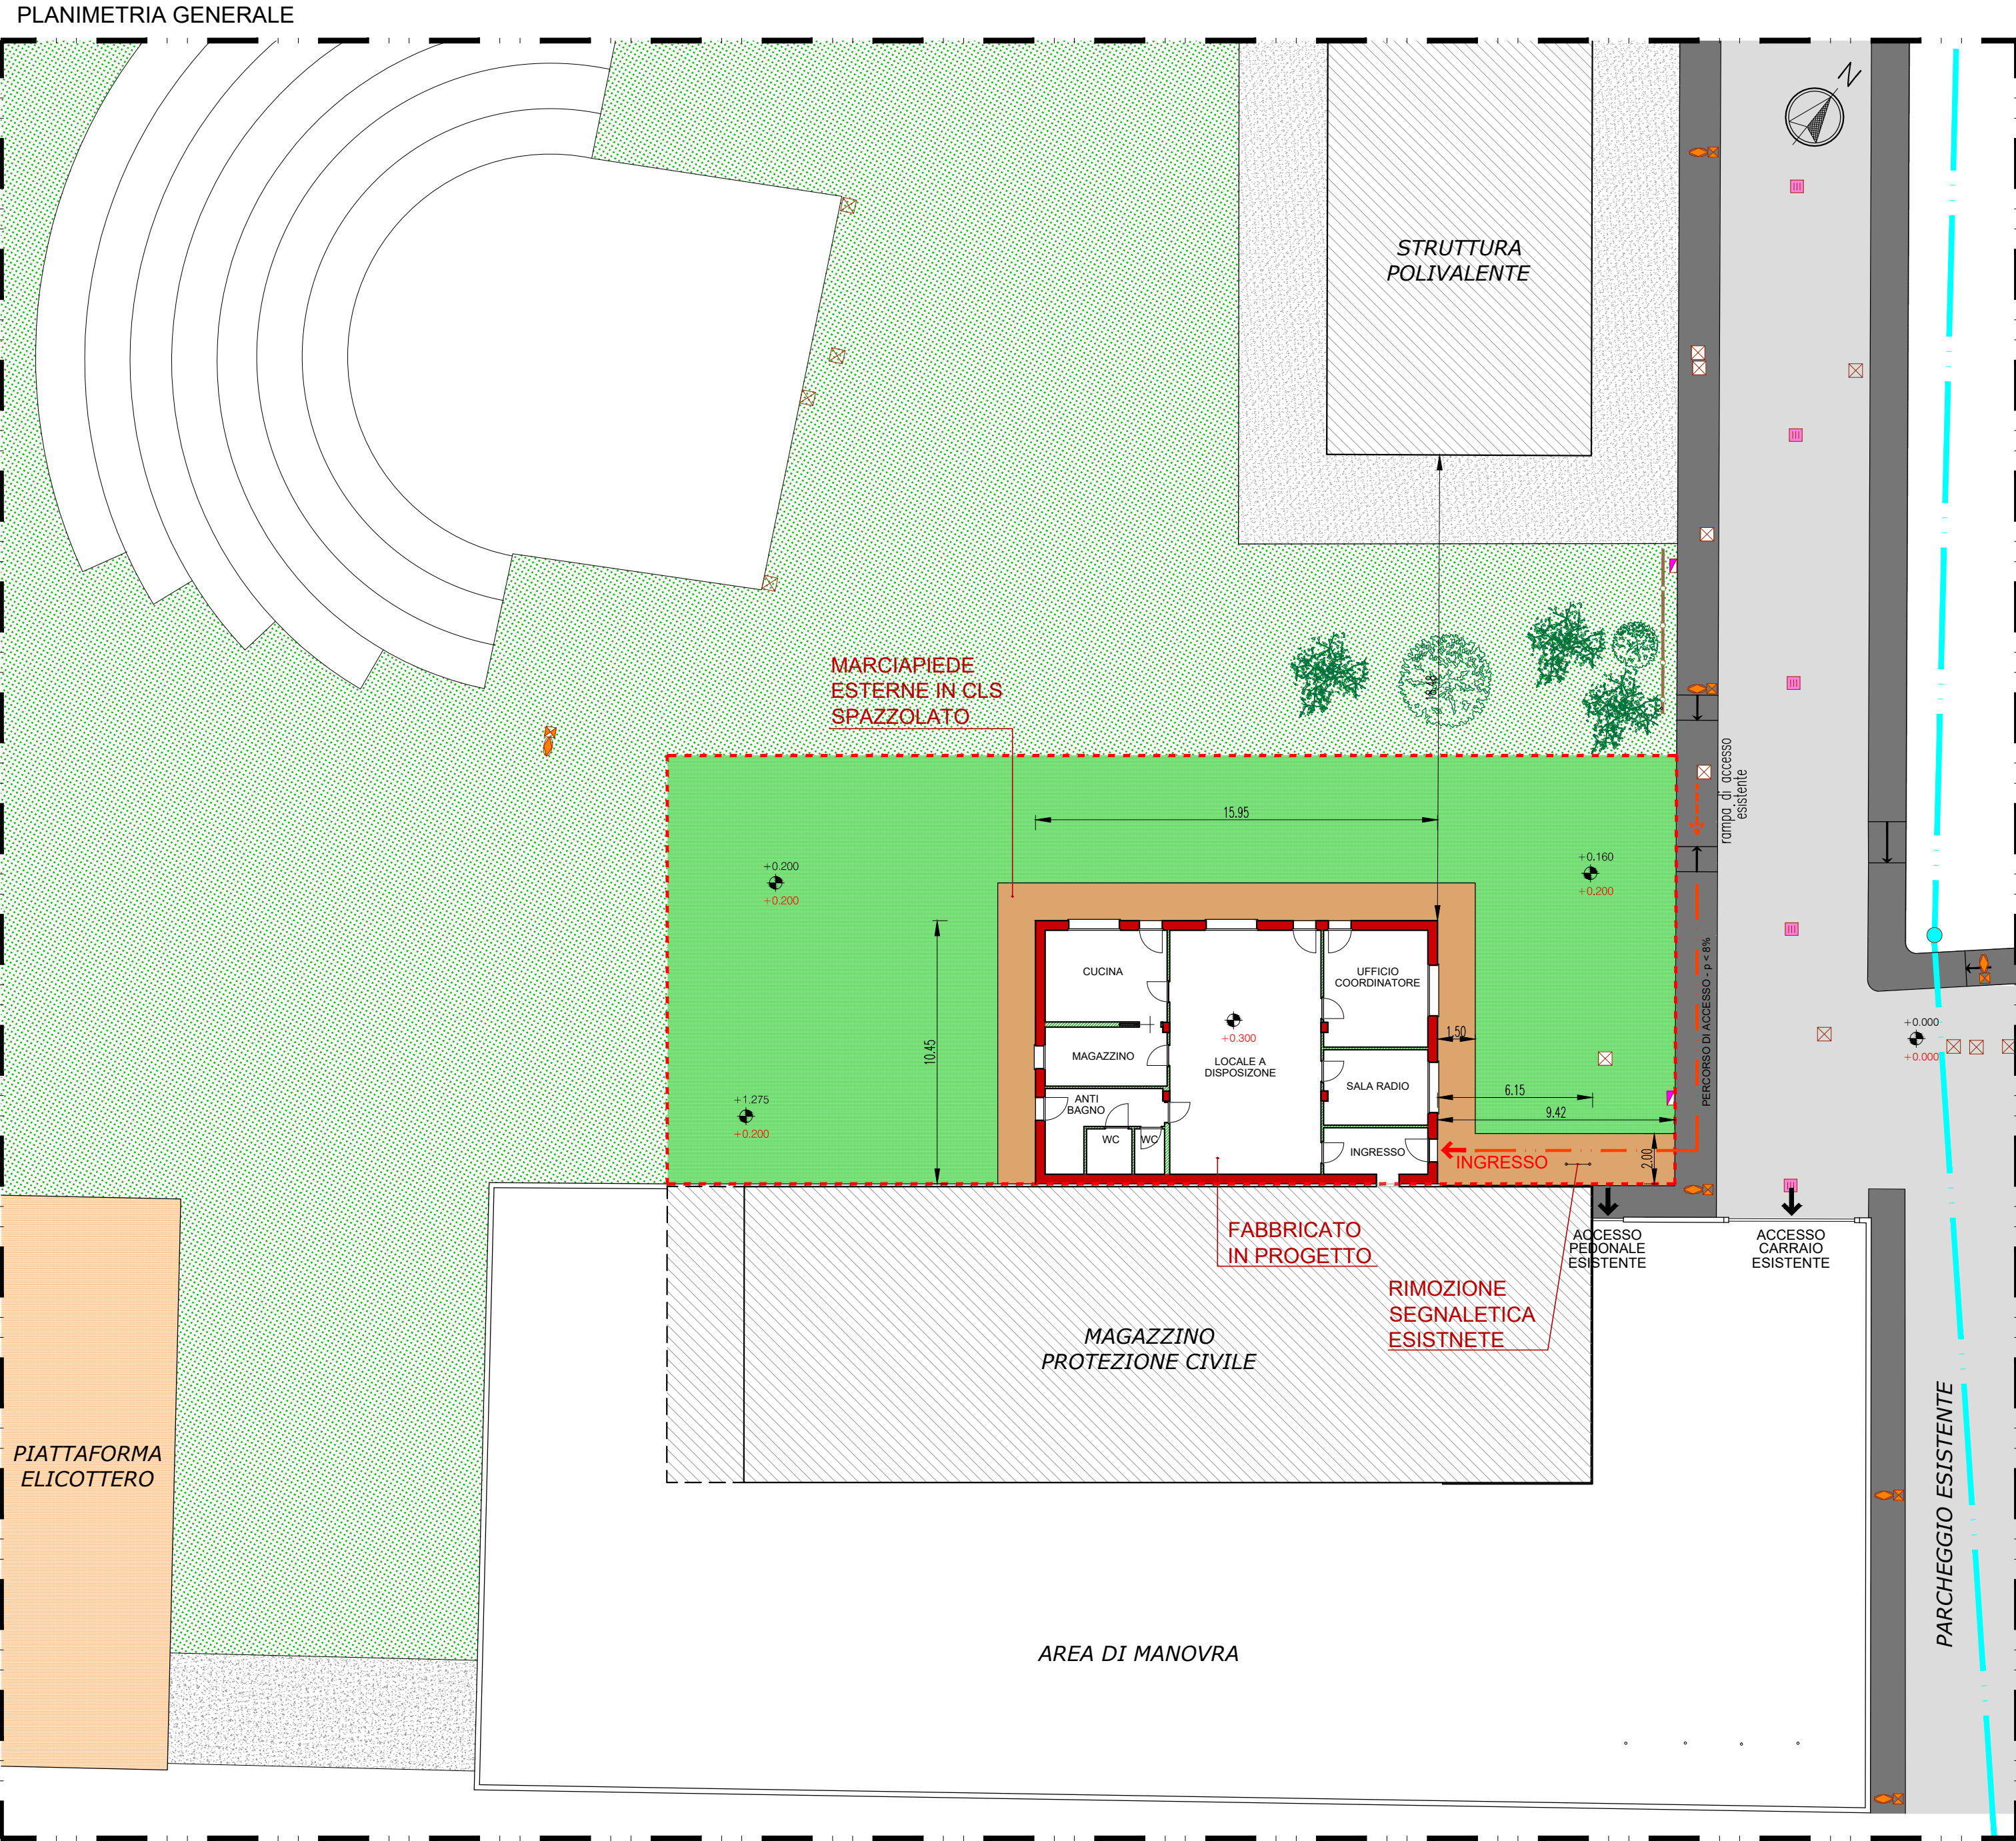 PLANIMETRIA GENERALE
N
STRUTTURA
POLIVALENTE
MARCIAPIEDE
ESTERNE IN CLS
SPAZZOLATO
18.48
rampa di accesso
esistente
15.95
+0.200
+0.200
+0.160
+0.200
PERCORSO DI ACCESSO - p < 8%
CUCINA
UFFICIO
COORDINATORE
+0.300
LOCALE A
DISPOSIZONE
10.45
MAGAZZINO
1.50
+0.000
+0.000
SALA RADIO
6.15
9.42
+1.275
+0.200
ANTI
BAGNO
WC
WC
INGRESSO
INGRESSO
2.00
FABBRICATO
IN PROGETTO
ACCESSO
PEDONALE
ESISTENTE
ACCESSO
CARRAIO
ESISTENTE
RIMOZIONE
SEGNALETICA
ESISTNETE
MAGAZZINO
PROTEZIONE CIVILE
PIATTAFORMA
ELICOTTERO
PARCHEGGIO ESISTENTE
AREA DI MANOVRA